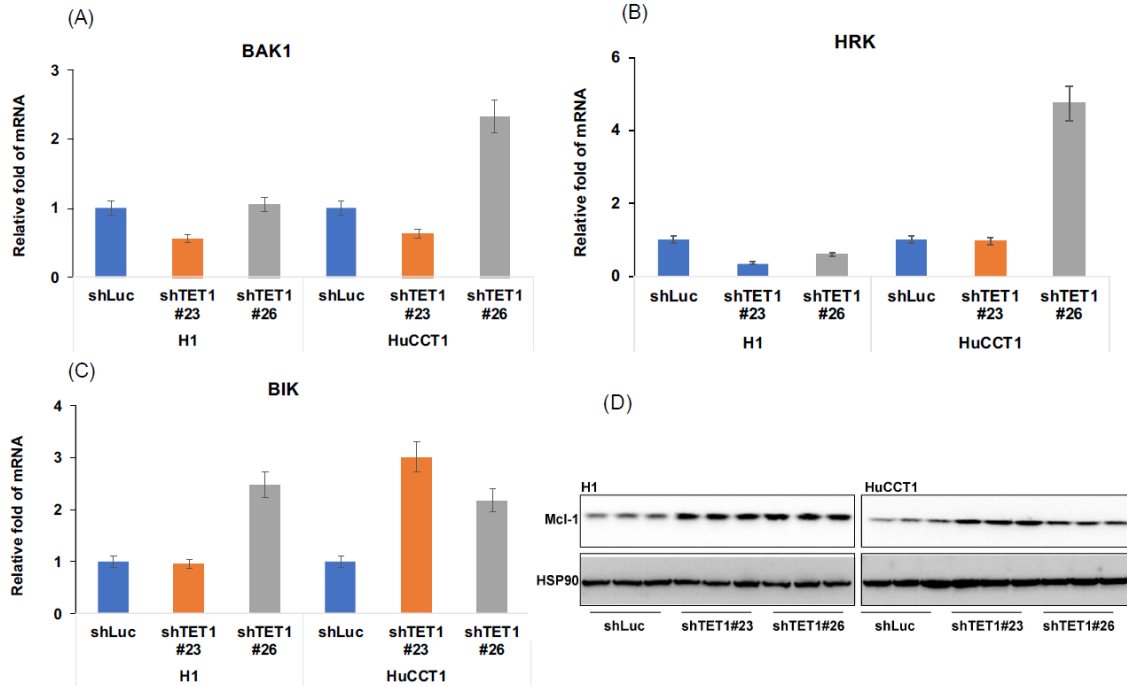 (A)
BAK1
Relative fold of mRNA
3
2
1
0
shLuc shTET1 shTET1 shLuc shTET1 shTET1
#23 #26 #23 #26
H1 HuCCT1
(B)
HRK
Relative fold of mRNA
6
4
2
0
shLuc shTET1 shTET1 shLuc shTET1 shTET1
#23 #26 #23 #26
H1 HuCCT1
(C)
BIK
Relative fold of mRNA
4
3
2
1
0
shLuc shTET1 shTET1 shLuc shTET1 shTET1
#23 #26 #23 #26
H1 HuCCT1
(D)
H1 HuCCT1
Mcl-1
HSP90
shLuc shTET1#23 shTET1#26 shLuc shTET1#23 shTET1#26